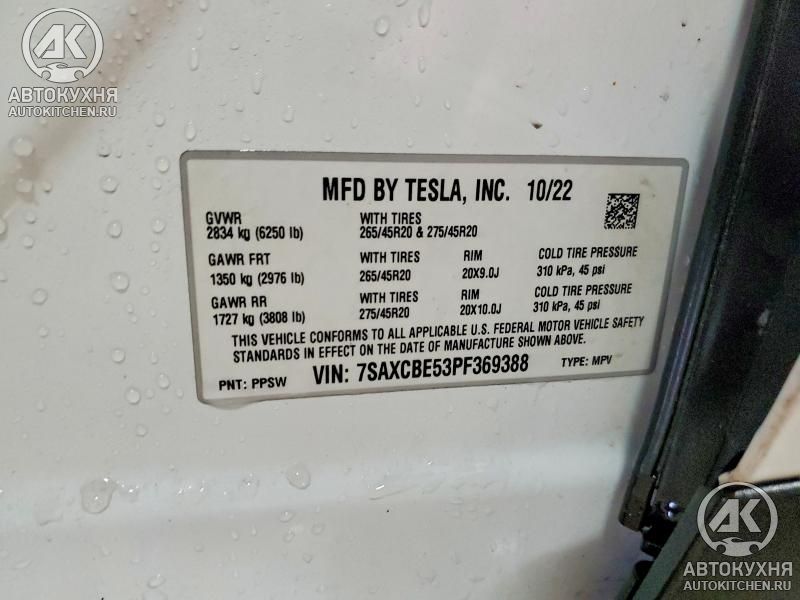 АК
АВТОКУХНЯ
AUTOKITCHEN.RU
MFD BY TESLA, INC. 10/22
GVWR WITH TIRES
2834 kg (6250 lb) 265/45R20 & 275/45R20
GAWR FRT WITH TIRES RIM COLD TIRE PRESSURE
1350 kg (2976 lb) 265/45R20 20X9.0J 310 kPa, 45 psi
GAWR RR WITH TIRES RIM COLD TIRE PRESSURE
1727 kg (3808 lb) 275/45R20 20X10.0J 310 kPa, 45 psi
THIS VEHICLE CONFORMS TO ALL APPLICABLE U.S. FEDERAL MOTOR VEHICLE SAFETY
STANDARDS IN EFFECT ON THE DATE OF MANUFACTURE SHOWN ABOVE.
PNT: PPSW VIN: 7SAXCBE53PF369388 TYPE: MPV
АК
АВТОКУХНЯ
AUTOKITCHEN.RU